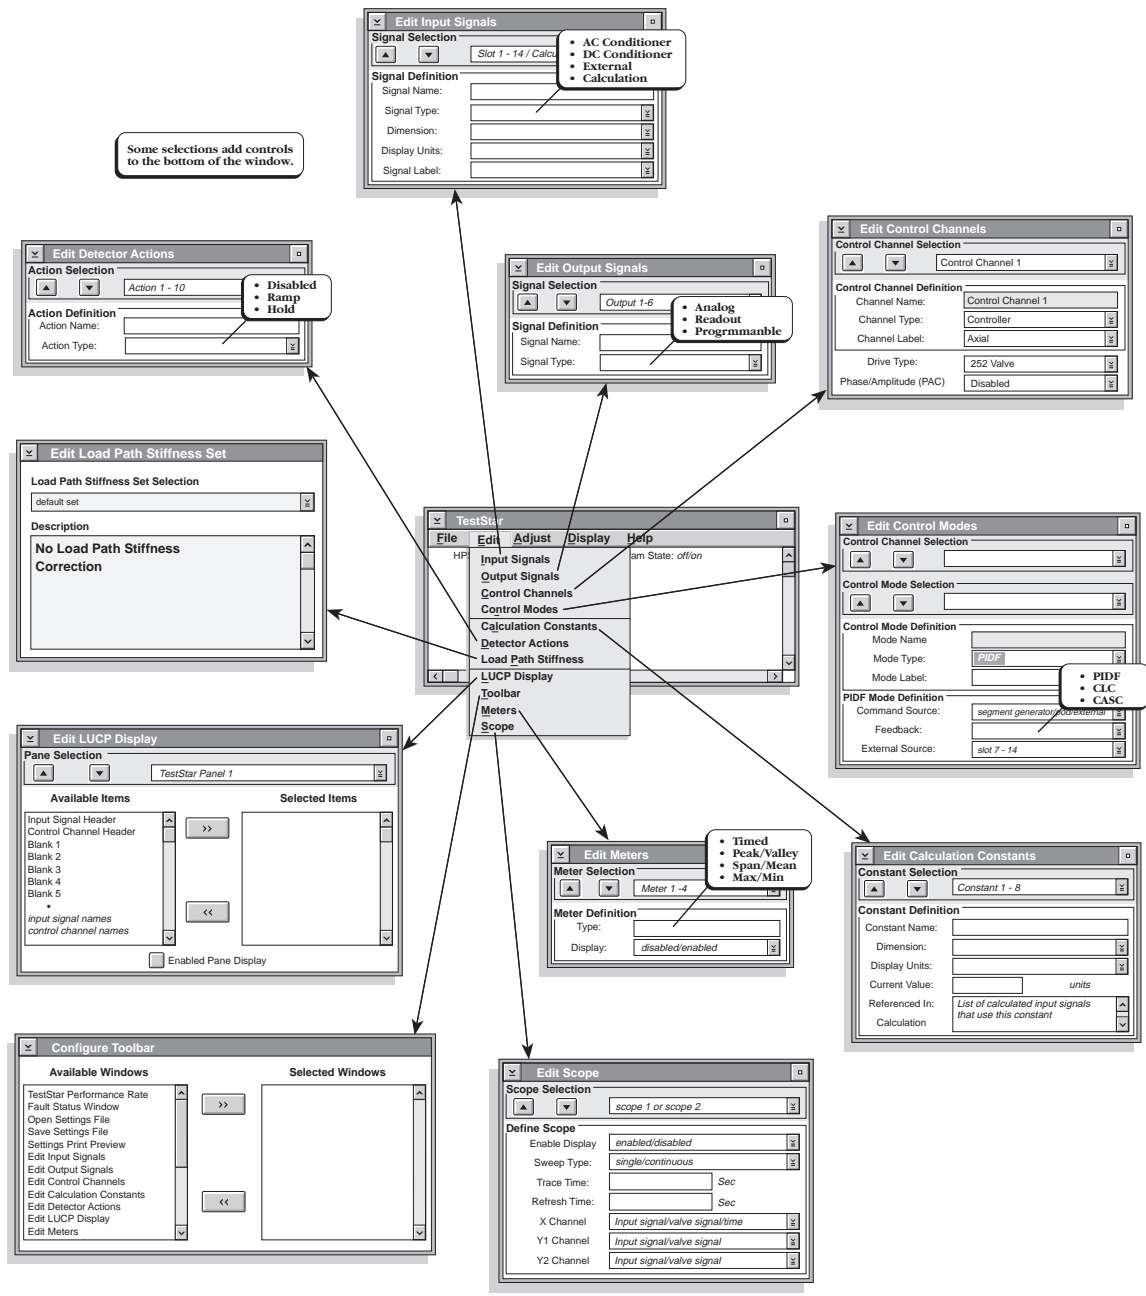 Edit Input Signals
Signal Selection
Slot 1 - 14 / Calcu
• AC Conditioner
• DC Conditioner
• External
• Calculation
Signal Definition
Signal Name:
Signal Type:
Dimension:
Display Units:
Signal Label:
Some selections add controls
to the bottom of the window.
Edit Detector Actions
Action Selection
Action 1 - 10
• Disabled
• Ramp
• Hold
Action Definition
Action Name:
Action Type:
Edit Output Signals
Signal Selection
Output 1-6
• Analog
• Readout
• Progrmmanble
Signal Definition
Signal Name:
Signal Type:
Edit Control Channels
Control Channel Selection
Control Channel 1
Control Channel Definition
Channel Name: Control Channel 1
Channel Type: Controller
Channel Label: Axial
Drive Type: 252 Valve
Phase/Amplitude (PAC) Disabled
Edit Load Path Stiffness Set
Load Path Stiffness Set Selection
default set
Description
No Load Path Stiffness
Correction
TestStar
File Edit Adjust Display Help
HPS ram State: off/on
Input Signals
Output Signals
Control Channels
Control Modes
Calculation Constants
Detector Actions
Load Path Stiffness
LUCP Display
Toolbar
Meters
Scope
Edit Control Modes
Control Channel Selection
Control Mode Selection
Control Mode Definition
Mode Name
Mode Type: PIDF
Mode Label:
• PIDF
• CLC
• CASC
PIDF Mode Definition
Command Source: segment generator/pod/external
Feedback:
External Source: slot 7 - 14
Edit LUCP Display
Pane Selection
TestStar Panel 1
Available Items Selected Items
Input Signal Header
Control Channel Header
Blank 1
Blank 2
Blank 3
Blank 4
Blank 5
•
input signal names
control channel names
>>
<<
Enabled Pane Display
Edit Meters
Meter Selection
Meter 1 -4
• Timed
• Peak/Valley
• Span/Mean
• Max/Min
Meter Definition
Type:
Display: disabled/enabled
Edit Calculation Constants
Constant Selection
Constant 1 - 8
Constant Definition
Constant Name:
Dimension:
Display Units:
Current Value: units
Referenced In: List of calculated input signals
that use this constant
Calculation
Configure Toolbar
Available Windows Selected Windows
TestStar Performance Rate
Fault Status Window
Open Settings File
Save Settings File
Settings Print Preview
Edit Input Signals
Edit Output Signals
Edit Control Channels
Edit Calculation Constants
Edit Detector Actions
Edit LUCP Display
Edit Meters
>>
<<
Edit Scope
Scope Selection
scope 1 or scope 2
Define Scope
Enable Display enabled/disabled
Sweep Type: single/continuous
Trace Time: Sec
Refresh Time: Sec
X Channel Input signal/valve signal/time
Y1 Channel Input signal/valve signal
Y2 Channel Input signal/valve signal